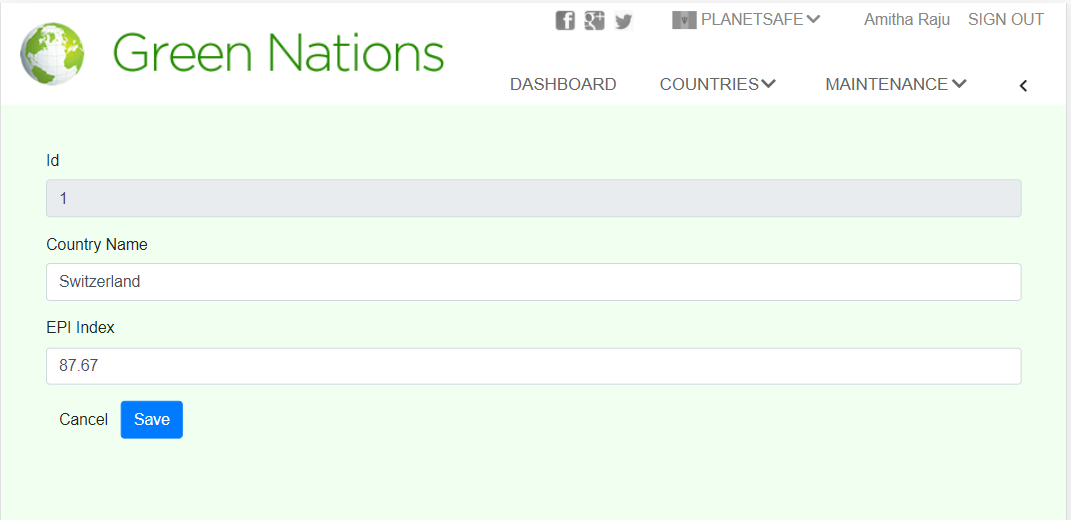 PLANETSAFE Amitha Raju SIGN OUT
Green Nations
DASHBOARD COUNTRIES MAINTENANCE
Id
1
Country Name
Switzerland
EPI Index
87.67
Cancel Save